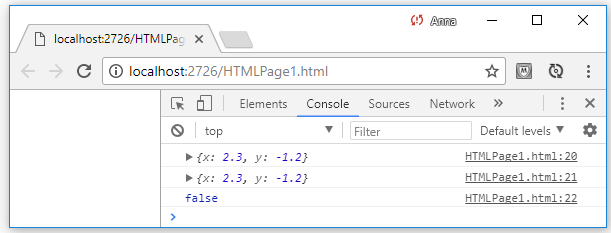 Anna
localhost:2726/HTMLPag
localhost:2726/HTMLPage1.html
Elements Console Sources Network »
top Filter Default levels
{x: 2.3, y: -1.2} HTMLPage1.html:20
{x: 2.3, y: -1.2} HTMLPage1.html:21
false HTMLPage1.html:22